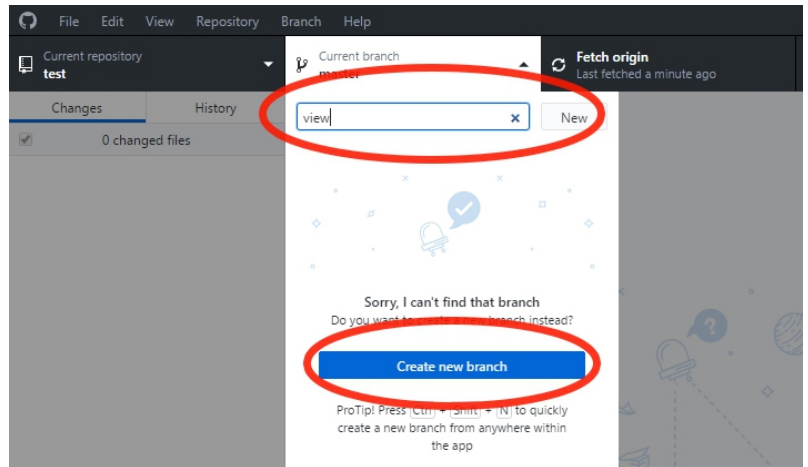 File Edit View Repository Branch Help
Current repository
test
Current branch
master
Fetch origin
Last fetched a minute ago
Changes History
0 changed files
view
New
Sorry, I can't find that branch
Do you want to create a new branch instead?
Create new branch
ProTip! Press Ctrl + Shift + N to quickly
create a new branch from anywhere within
the app